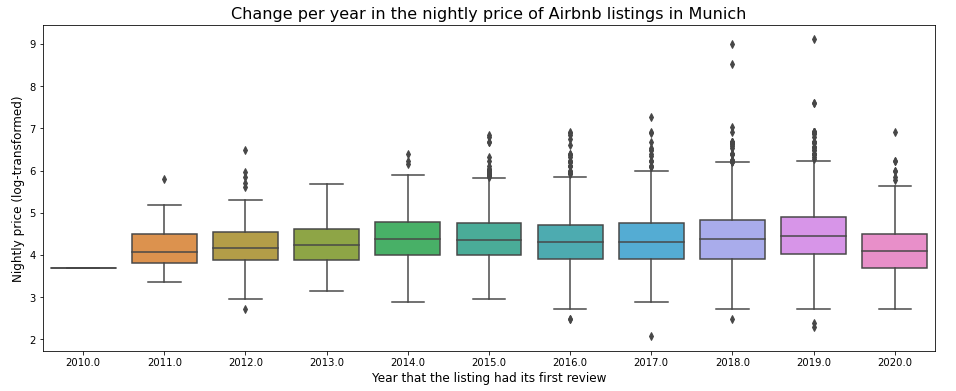 Change per year in the nightly price of Airbnb listings in Munich
Nightly price (log-transformed)
9
8
7
6
5
4
3
2
2010.0 2011.0 2012.0 2013.0 2014.0 2015.0 2016.0 2017.0 2018.0 2019.0 2020.0
Year that the listing had its first review